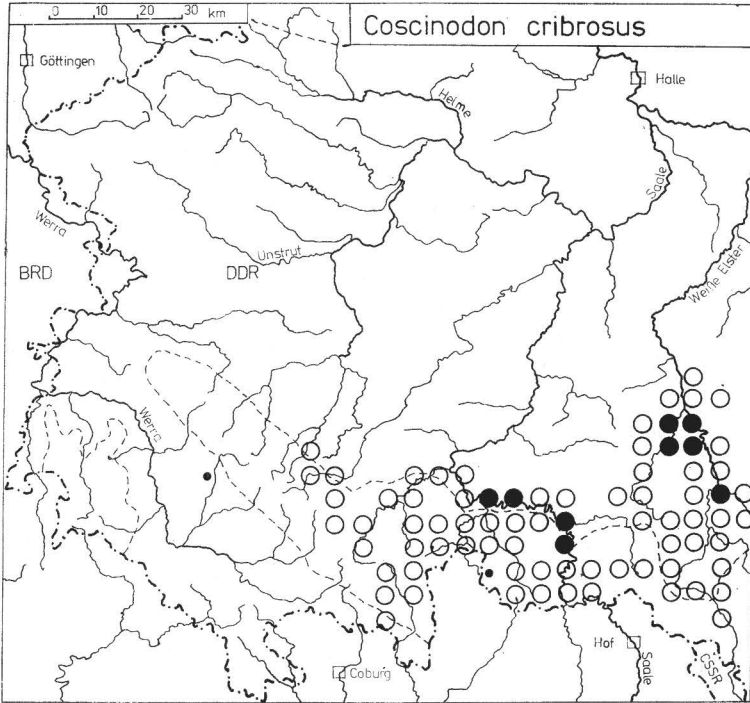 0 10 20 30 km
Coscinodon cribrosus
Göttingen
Halle
Helme
Saale
Werra
Unstrut
Weiße Elster
BRD
DDR
Werra
Hof
Saale
Coburg
CSSR